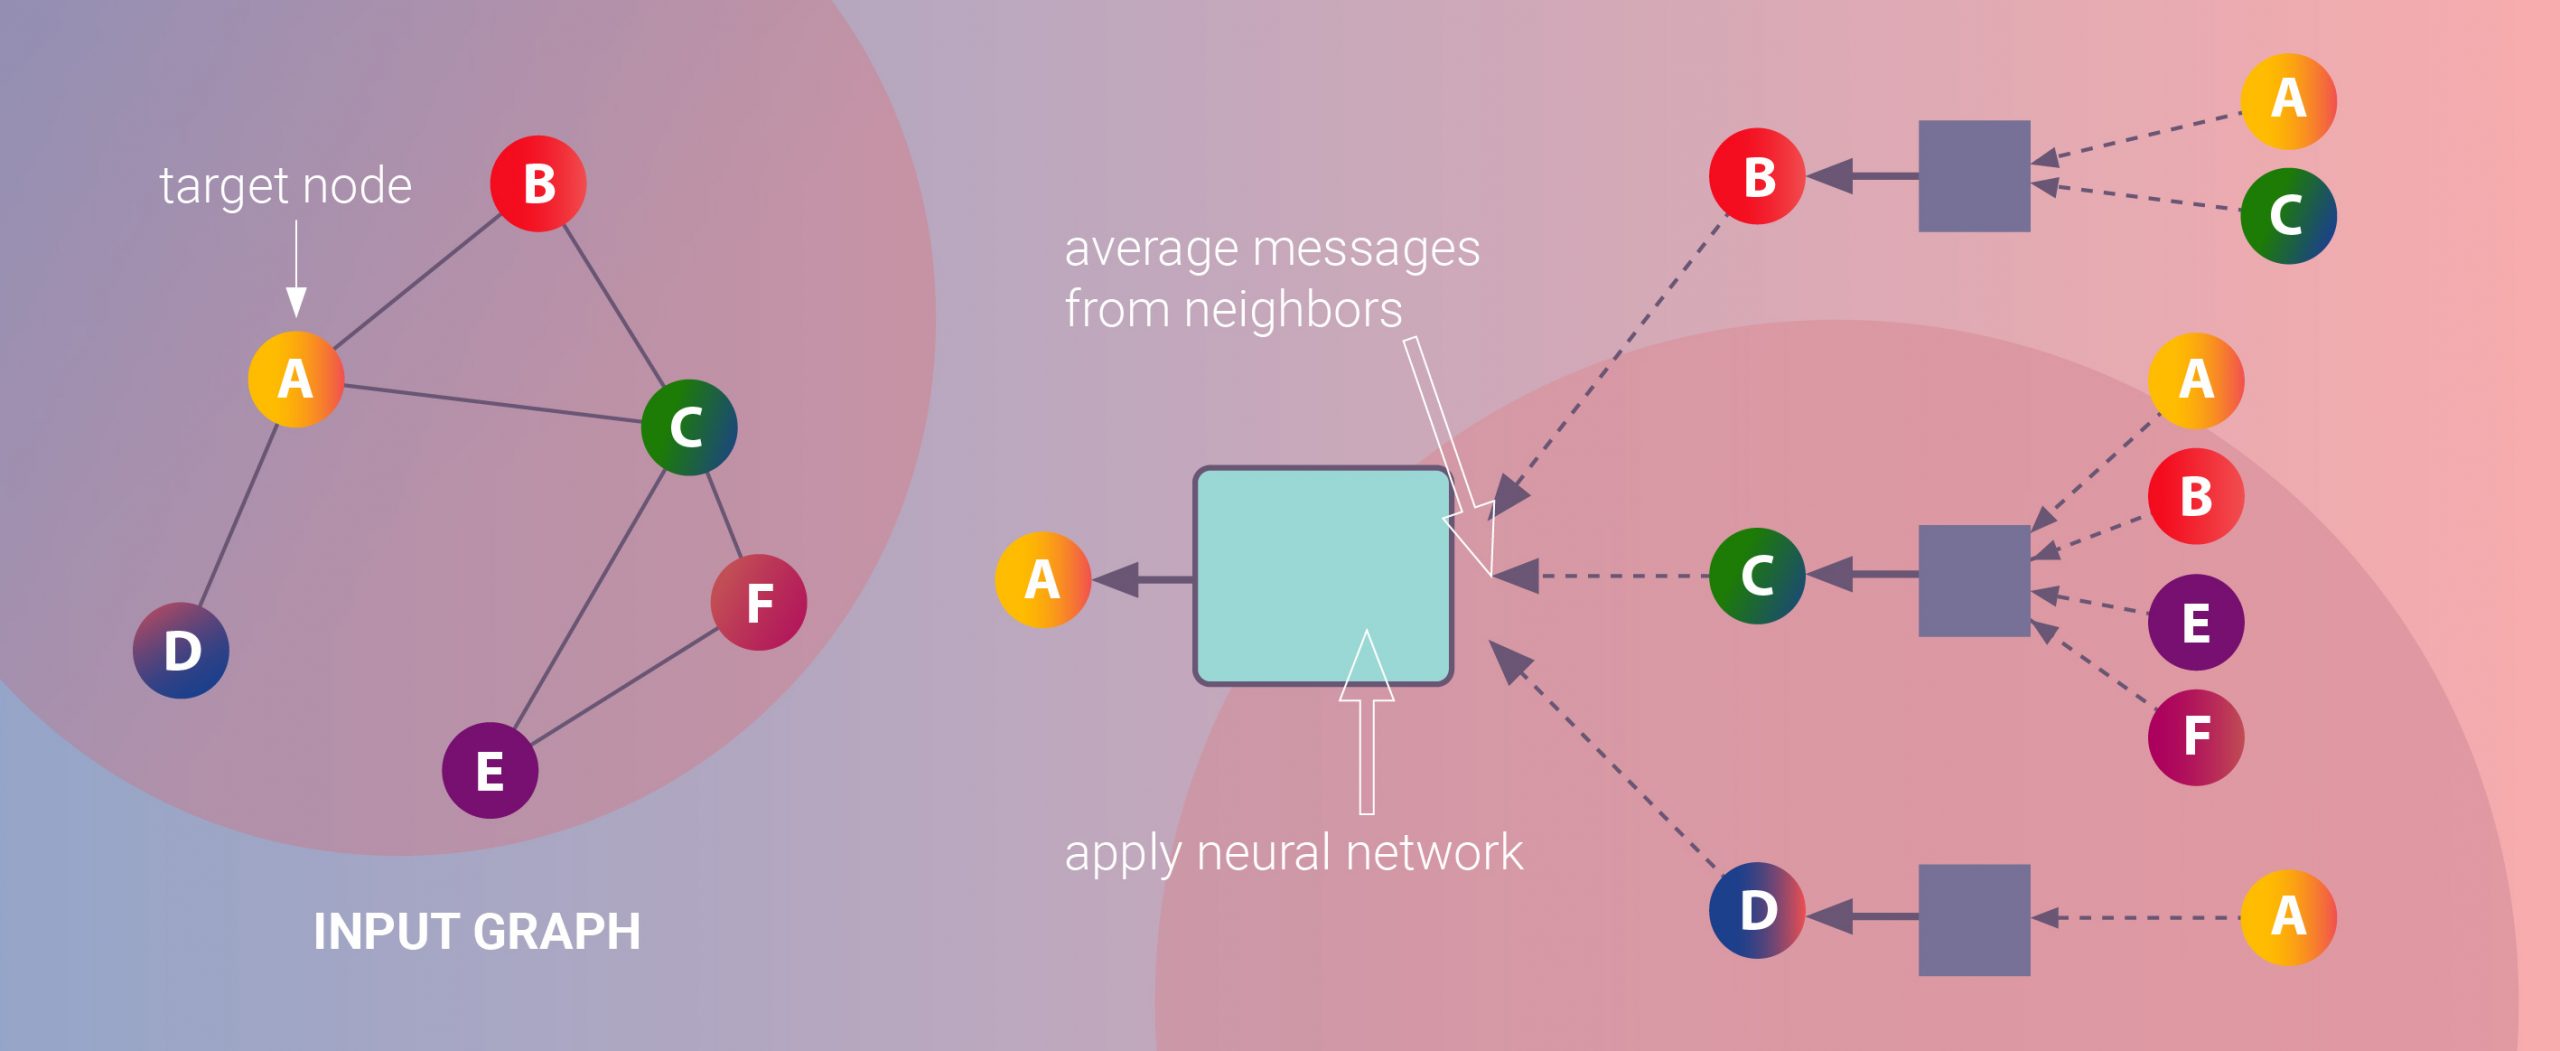 target node
B
A
C
F
D
E
INPUT GRAPH
average messages
from neighbors
apply neural network
A
B
C
D
A
C
A
B
E
F
A